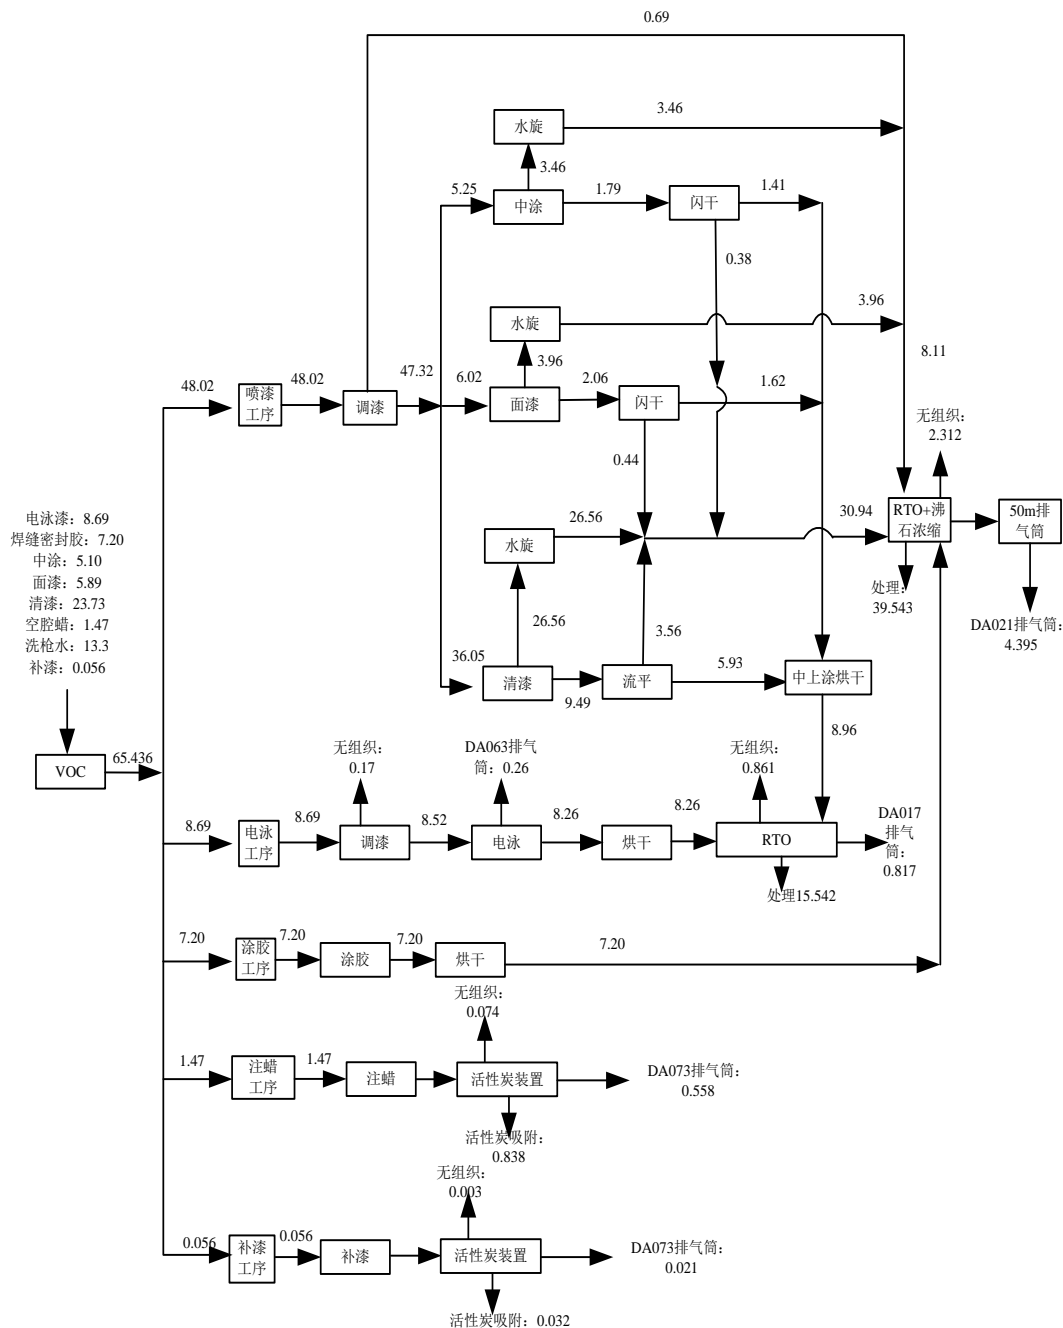 0.69
水旋
3.46
3.46
5.25
中涂
1.79
闪干
1.41
0.38
水旋
3.96
3.96
8.11
48.02
喷漆
工序
48.02
调漆
47.32
6.02
面漆
2.06
闪干
1.62
0.44
无组织：
2.312
电泳漆：8.69
焊缝密封胶：7.20
中涂：5.10
面漆：5.89
清漆：23.73
空腔蜡：1.47
洗枪水：13.3
补漆：0.056
水旋
26.56
30.94
RTO+沸
石浓缩
50m排
气筒
处理：
39.543
DA021排气筒：
4.395
26.56
3.56
36.05
清漆
9.49
流平
5.93
中上涂烘干
8.96
VOC
65.436
无组织：
0.17
DA063排气
筒：0.26
无组织：
0.861
8.69
电泳
工序
8.69
调漆
8.52
电泳
8.26
烘干
8.26
RTO
DA017
排气
筒：
0.817
处理15.542
7.20
涂胶
工序
7.20
涂胶
7.20
烘干
7.20
无组织：
0.074
1.47
注蜡
工序
1.47
注蜡
活性炭装置
DA073排气筒：
0.558
活性炭吸附：
0.838
无组织：
0.003
0.056
补漆
工序
0.056
补漆
活性炭装置
DA073排气筒：
0.021
活性炭吸附：0.032